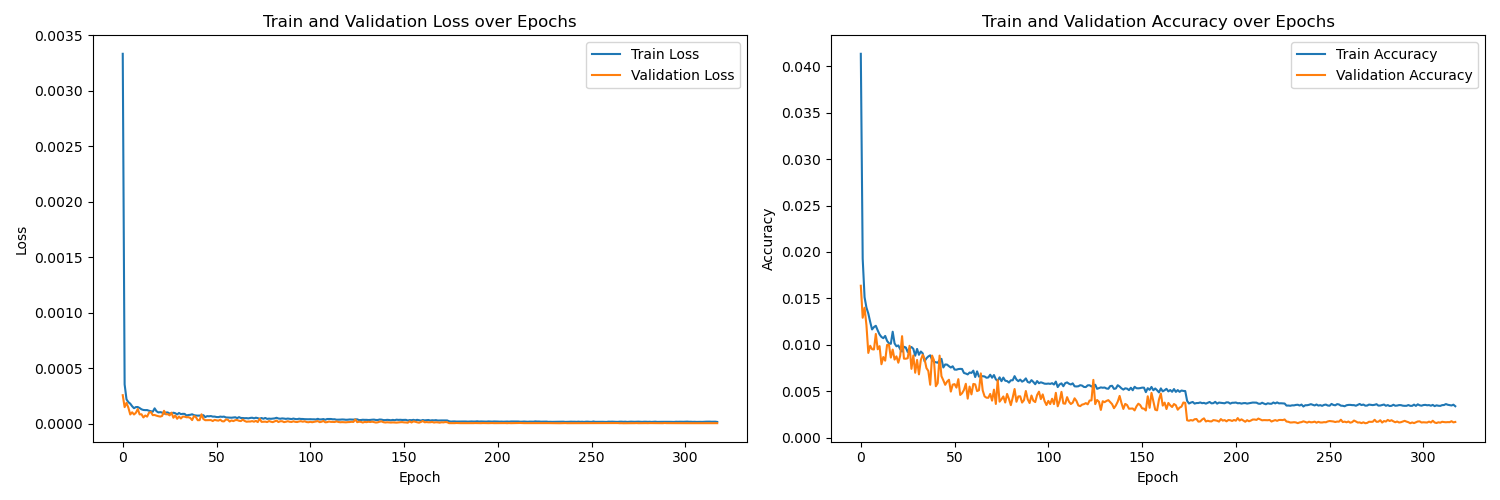 Train and Validation Loss over Epochs
0.0035
0.0030
0.0025
0.0020
0.0015
0.0010
0.0005
0.0000
Loss
Train Loss
Validation Loss
0 50 100 150 200 250 300
Epoch
Train and Validation Accuracy over Epochs
0.040
0.035
0.030
0.025
0.020
0.015
0.010
0.005
0.000
Accuracy
Train Accuracy
Validation Accuracy
0 50 100 150 200 250 300
Epoch